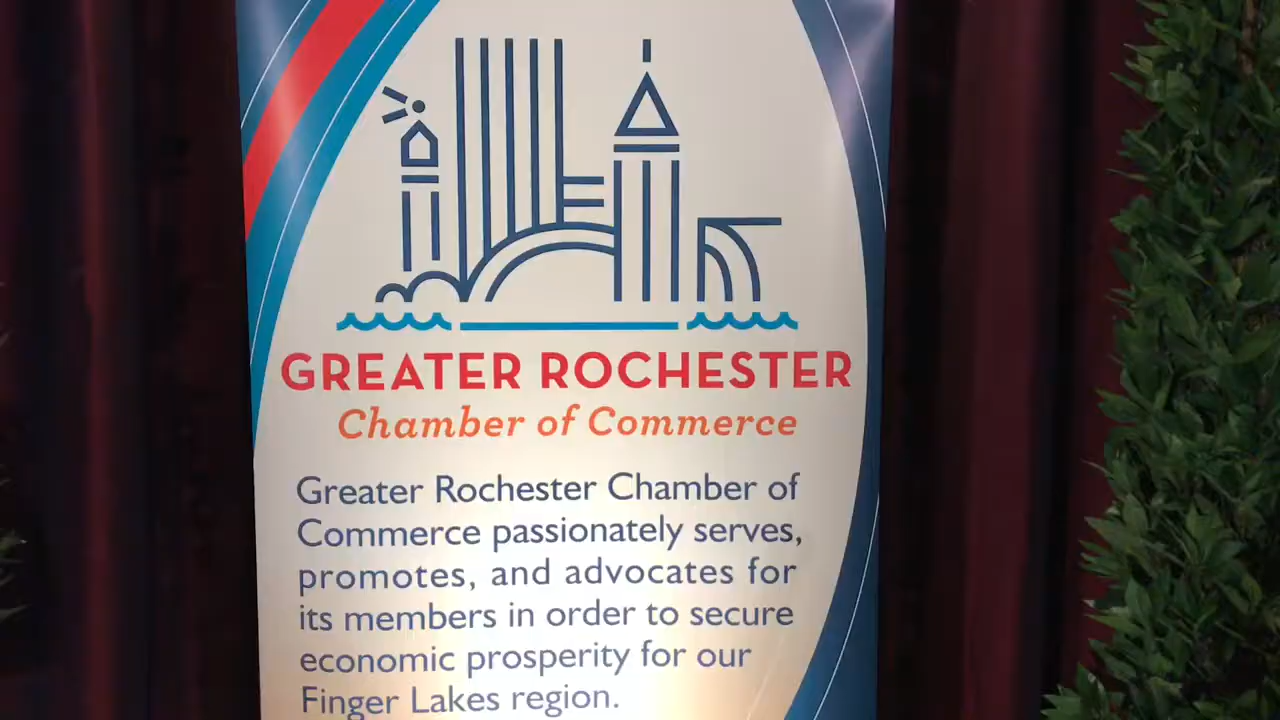 GREATER ROCHESTER
Chamber of Commerce
Greater Rochester Chamber of
Commerce passionately serves,
promotes, and advocates for
its members in order to secure
economic prosperity for our
Finger Lakes region.